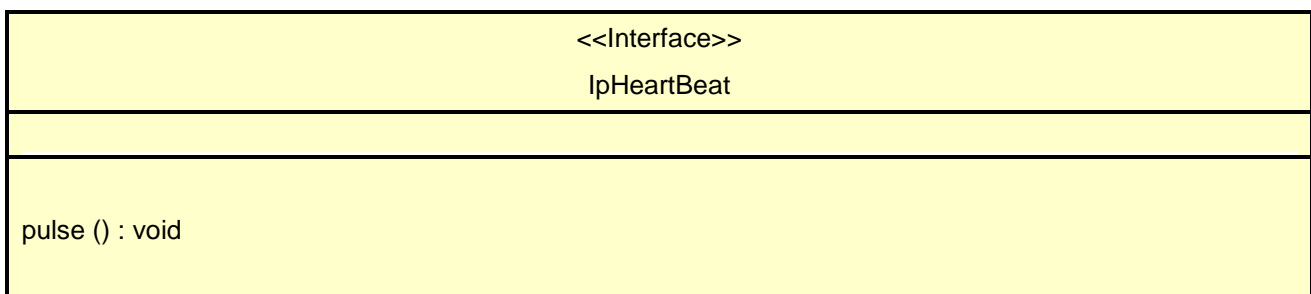 <<Interface>>
IpHeartBeat
pulse () : void